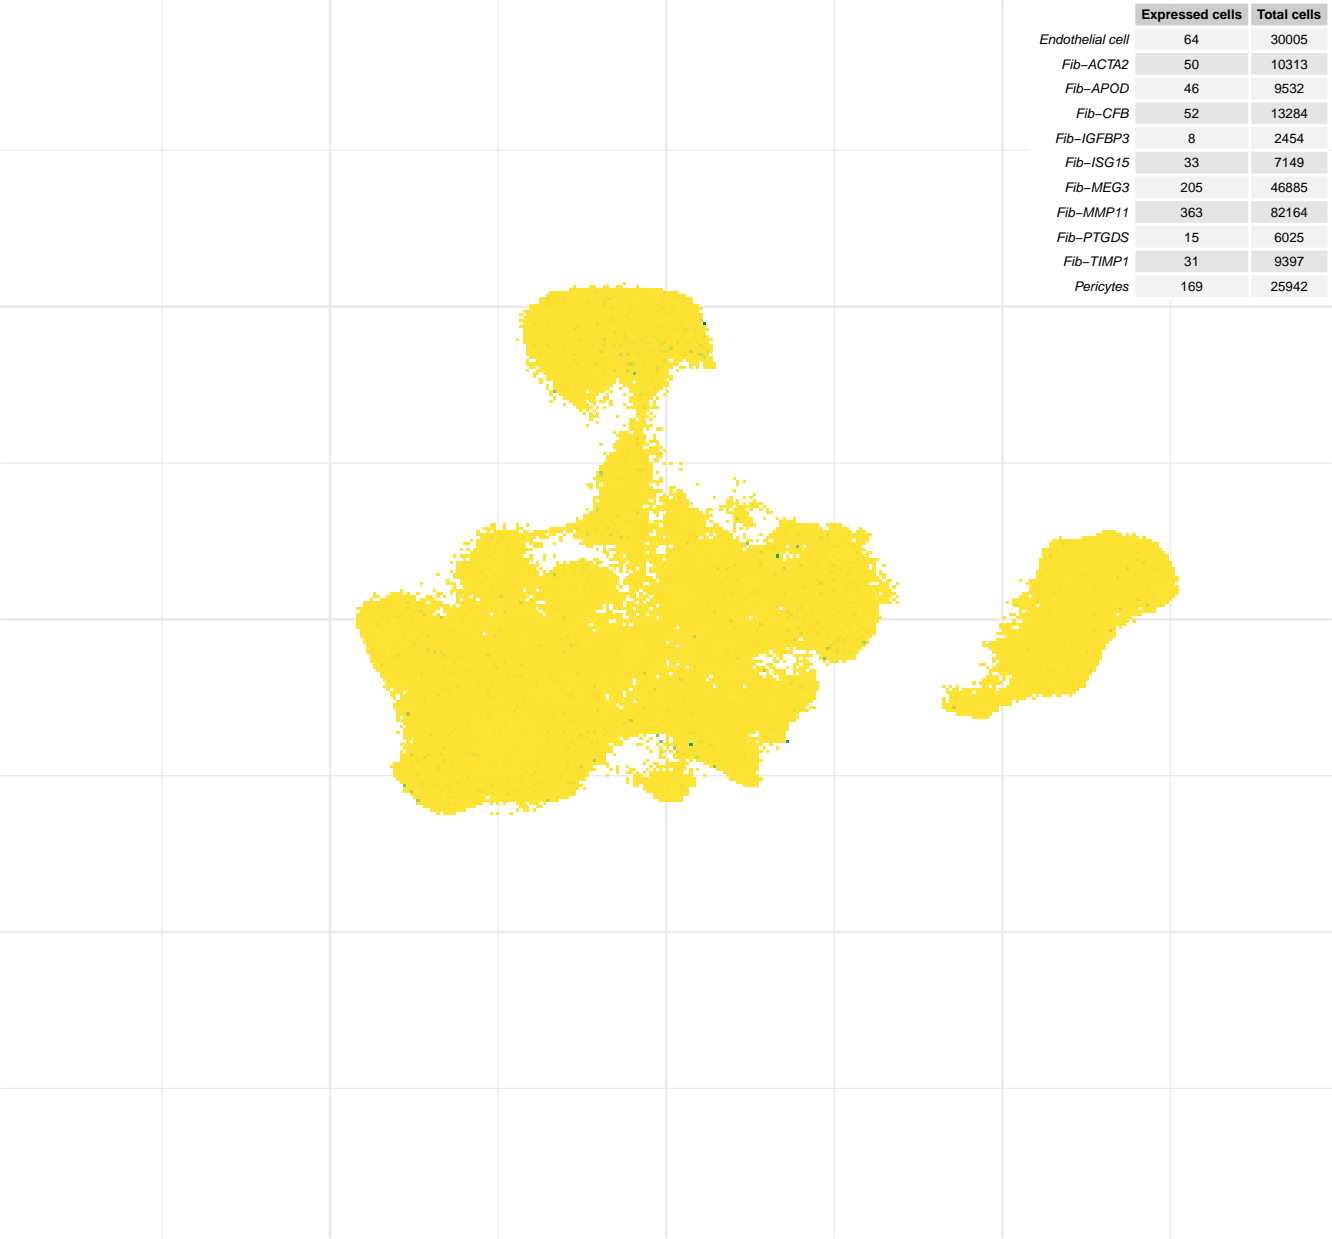 Expressed cells Total cells
Endothelial cell 64 30005
Fib−ACTA2 50 10313
Fib−APOD 46 9532
Fib−CFB 52 13284
Fib−IGFBP3 8 2454
Fib−ISG15 33 7149
Fib−MEG3 205 46885
Fib−MMP11 363 82164
Fib−PTGDS 15 6025
Fib−TIMP1 31 9397
Pericytes 169 25942